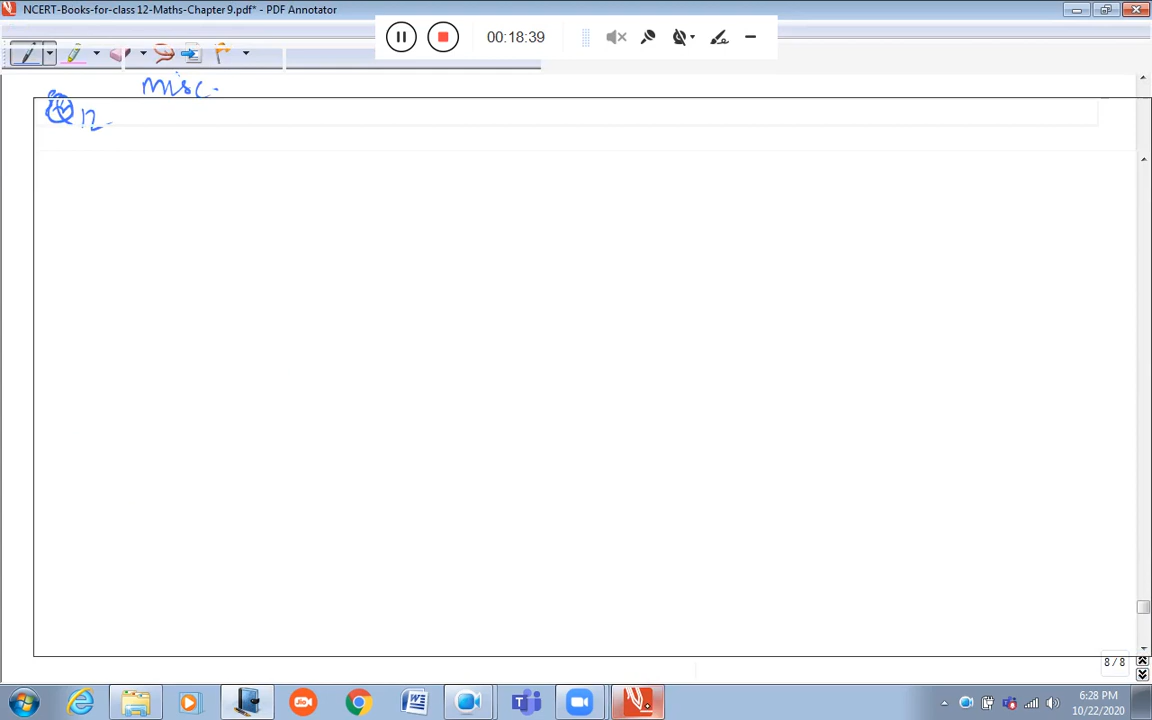 NCERT-Books-for-class 12-Maths-Chapter 9.pdf* - PDF Annotator
00:18:39
misc.
12.
8 / 8
6:28 PM
10/22/2020